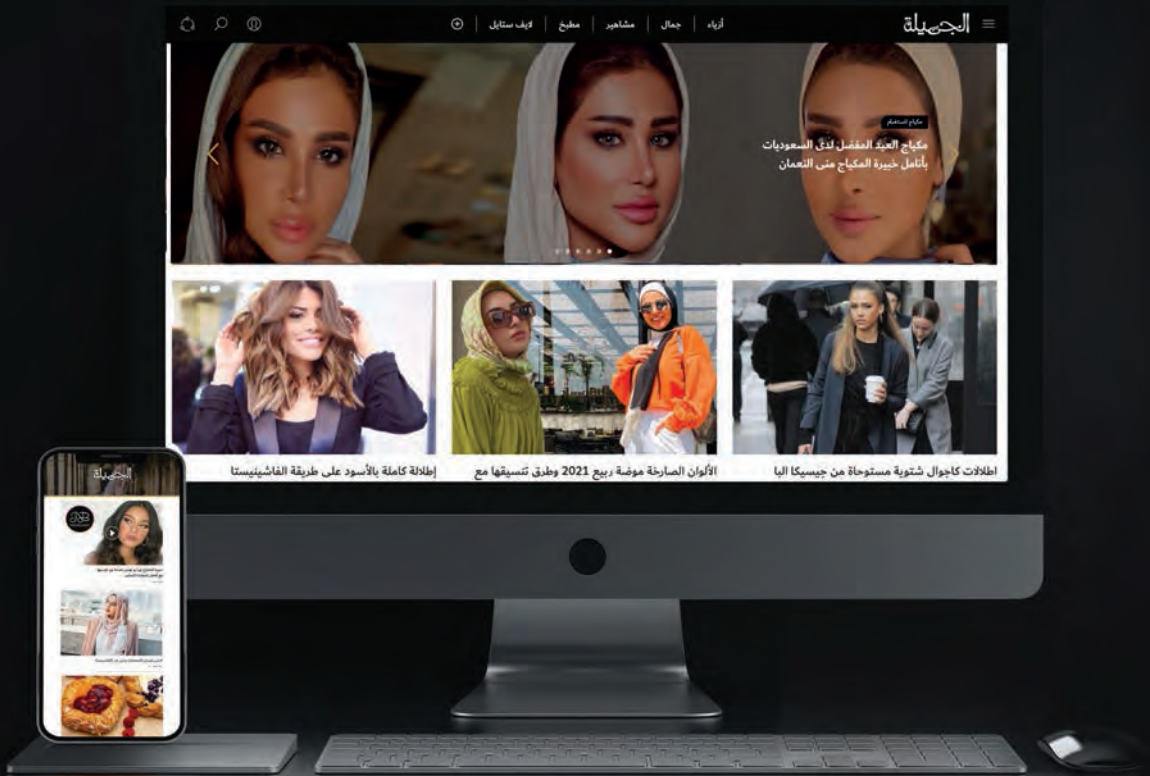 الجميلة
أزياء
جمال
مشاهير
مطبخ
لايف ستايل
مكياج العيد المفضل لدى السعوديات
بأنامل خبيرة المكياج منى النعمان
اطلالات كاجوال شتوية مستوحاة من جيسيكا البا
الألوان الصارخة موضة ربيع 2021 وطرق تنسيقها مع
إطلالة كاملة بالأسود على طريقة الفاشينيستا
الجميلة